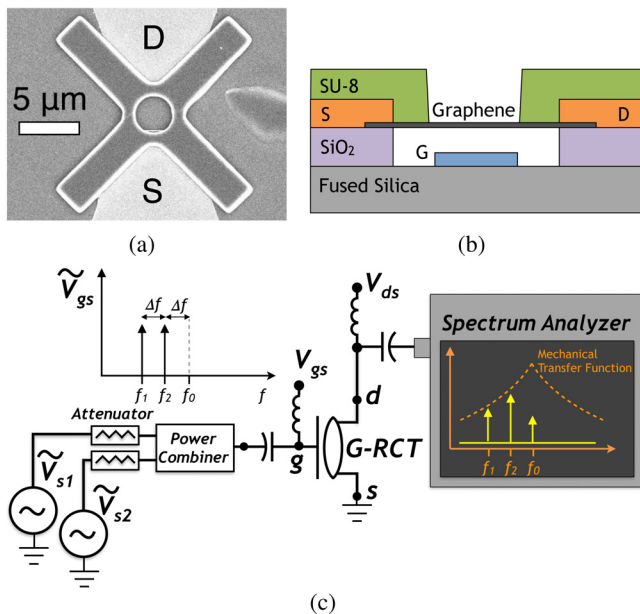 D
5 μm
S
(a)
SU-8
Graphene
S
D
SiO₂
G
Fused Silica
(b)
Ṽgs
Δf Δf
f₁ f₂ f₀ f
Attenuator
Power
Combiner
Ṽs1
Ṽs2
Vgs
g
Vds
d
G-RCT
s
Spectrum Analyzer
Mechanical
Transfer Function
f₁ f₂ f₀
(c)